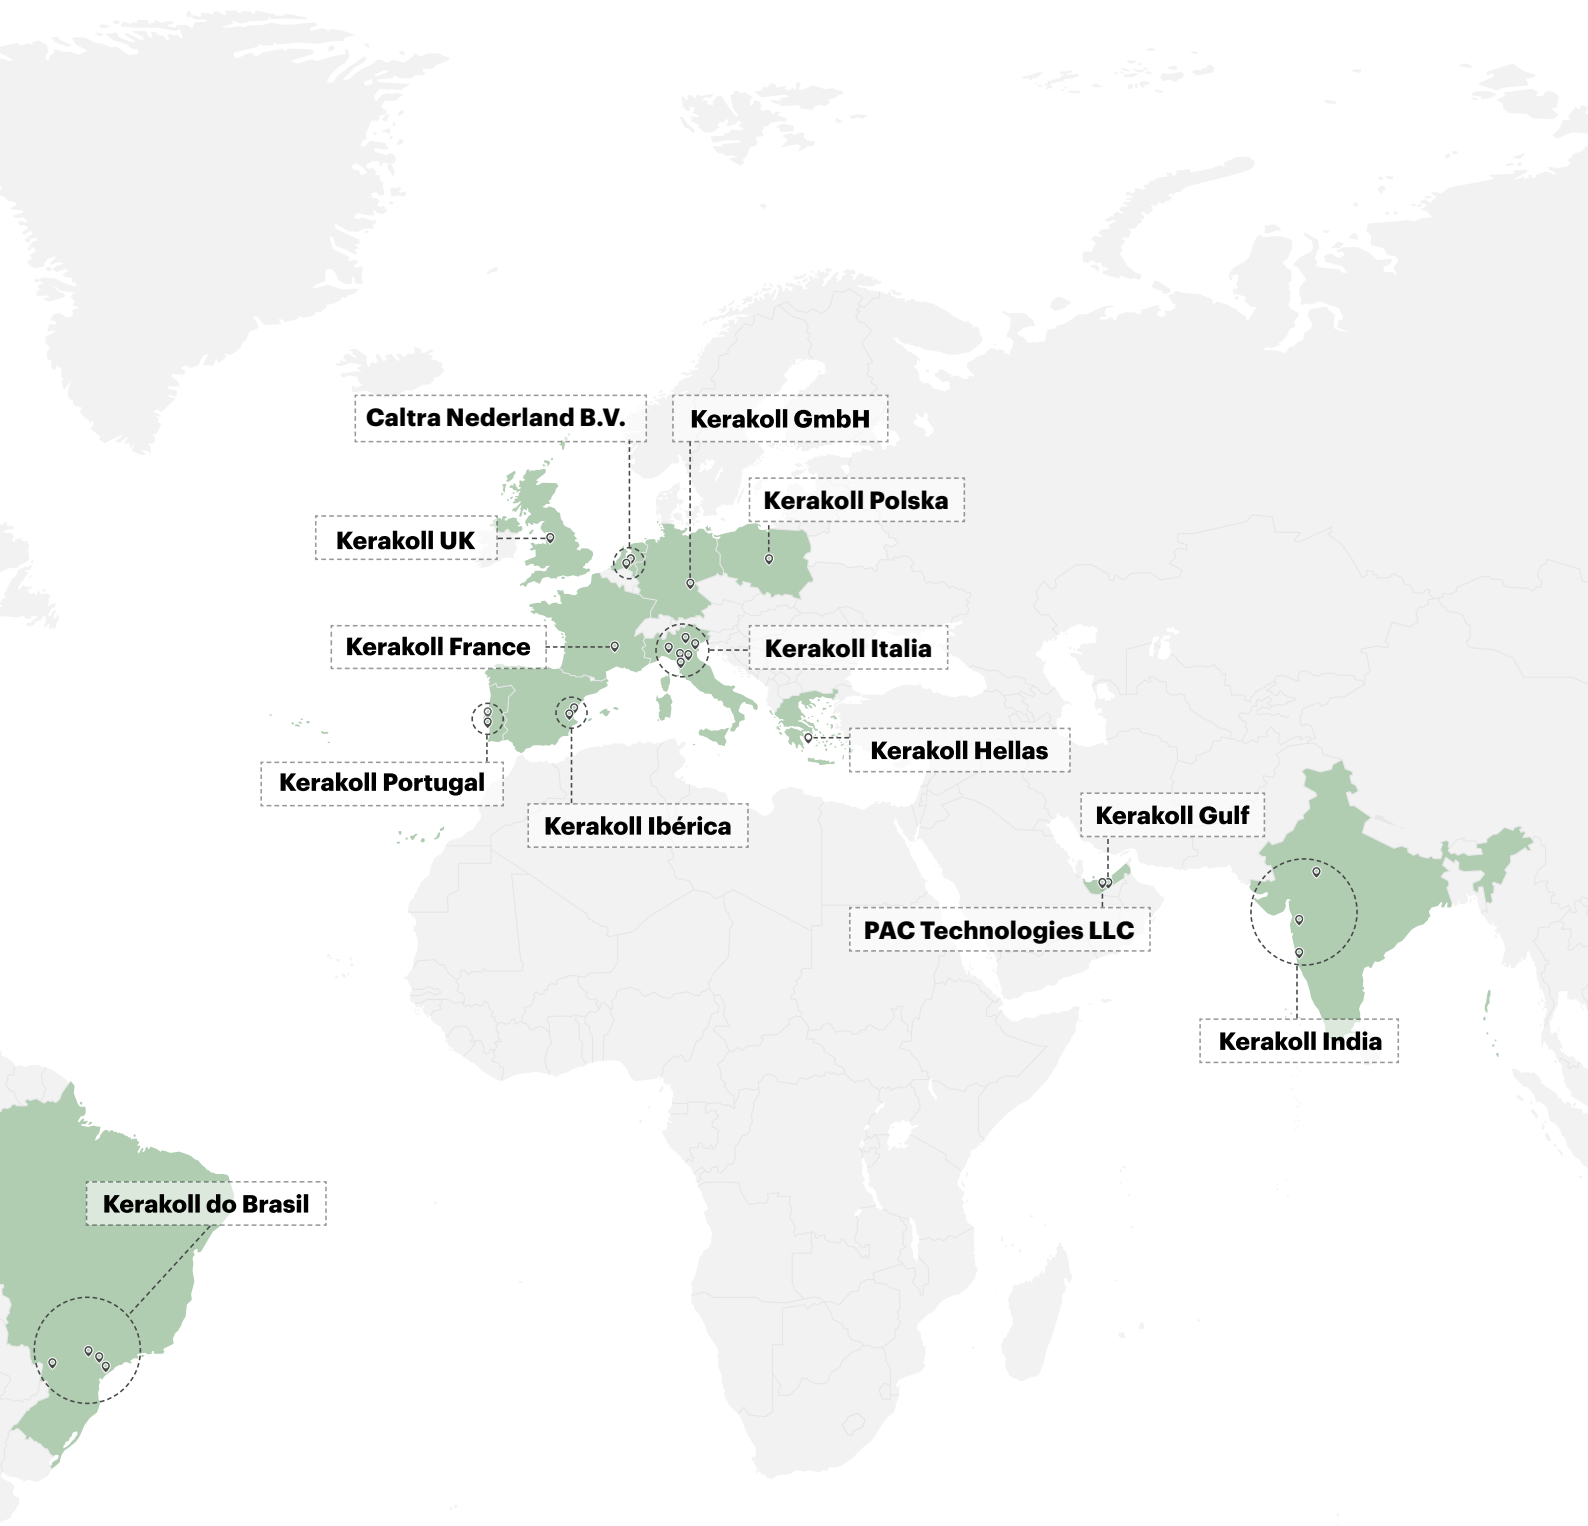 Caltra Nederland B.V.
Kerakoll GmbH
Kerakoll Polska
Kerakoll UK
Kerakoll France
Kerakoll Italia
Kerakoll Hellas
Kerakoll Portugal
Kerakoll Ibérica
Kerakoll Gulf
PAC Technologies LLC
Kerakoll India
Kerakoll do Brasil